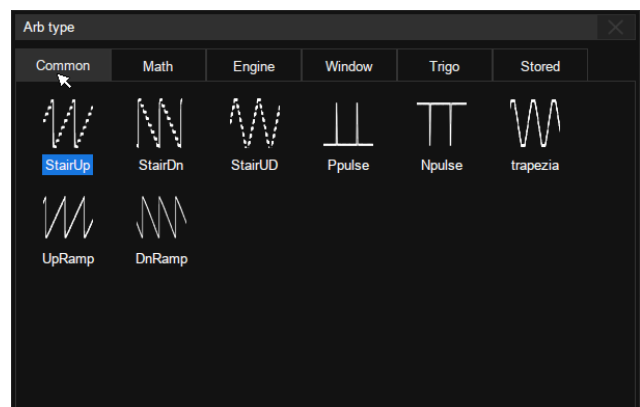 Arb type
Common Math Engine Window Trigo Stored
StairUp StairDn StairUD Ppulse Npulse trapezia
UpRamp DnRamp